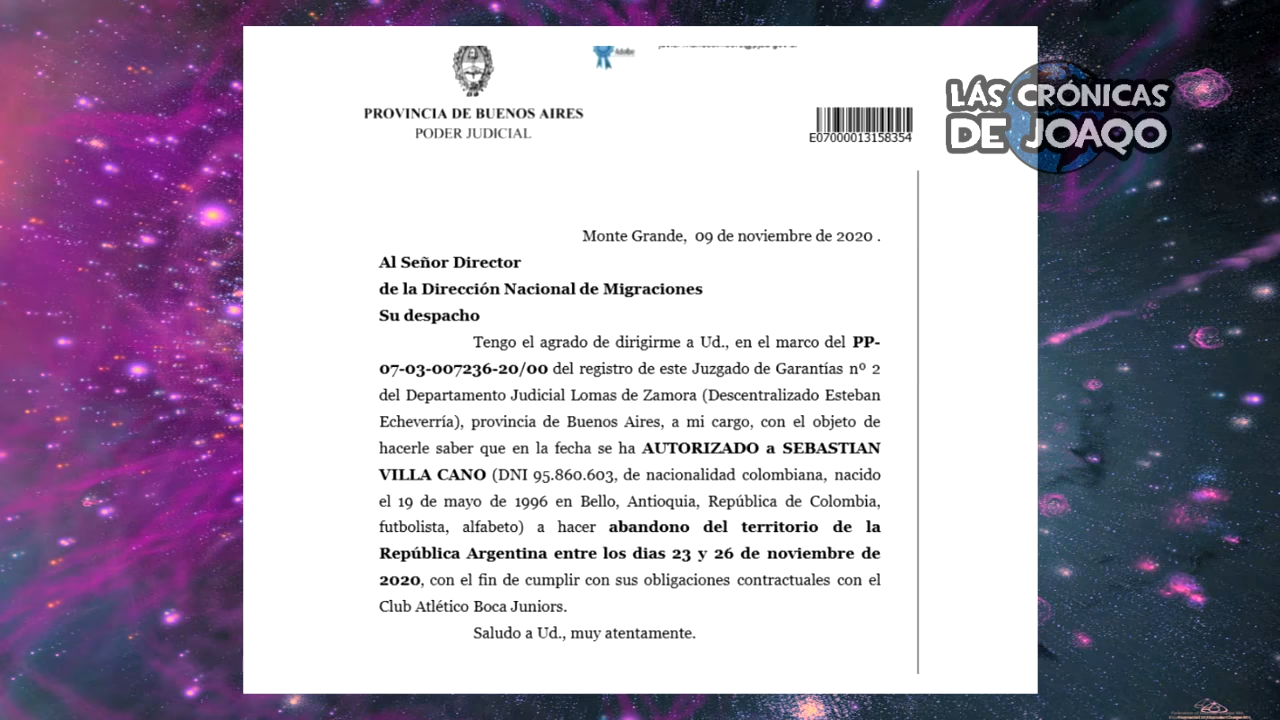 Adobe
PROVINCIA DE BUENOS AIRES
PODER JUDICIAL
E07000013158354
LÁS CRÓNICAS
DE JOAQO
Monte Grande, 09 de noviembre de 2020 .
Al Señor Director
de la Dirección Nacional de Migraciones
Su despacho
Tengo el agrado de dirigirme a Ud., en el marco del PP-
07-03-007236-20/00 del registro de este Juzgado de Garantías nº 2
del Departamento Judicial Lomas de Zamora (Descentralizado Esteban
Echeverría), provincia de Buenos Aires, a mi cargo, con el objeto de
hacerle saber que en la fecha se ha AUTORIZADO a SEBASTIAN
VILLA CANO (DNI 95.860.603, de nacionalidad colombiana, nacido
el 19 de mayo de 1996 en Bello, Antioquia, República de Colombia,
futbolista, alfabeto) a hacer abandono del territorio de la
República Argentina entre los dias 23 y 26 de noviembre de
2020, con el fin de cumplir con sus obligaciones contractuales con el
Club Atlético Boca Juniors.
Saludo a Ud., muy atentamente.